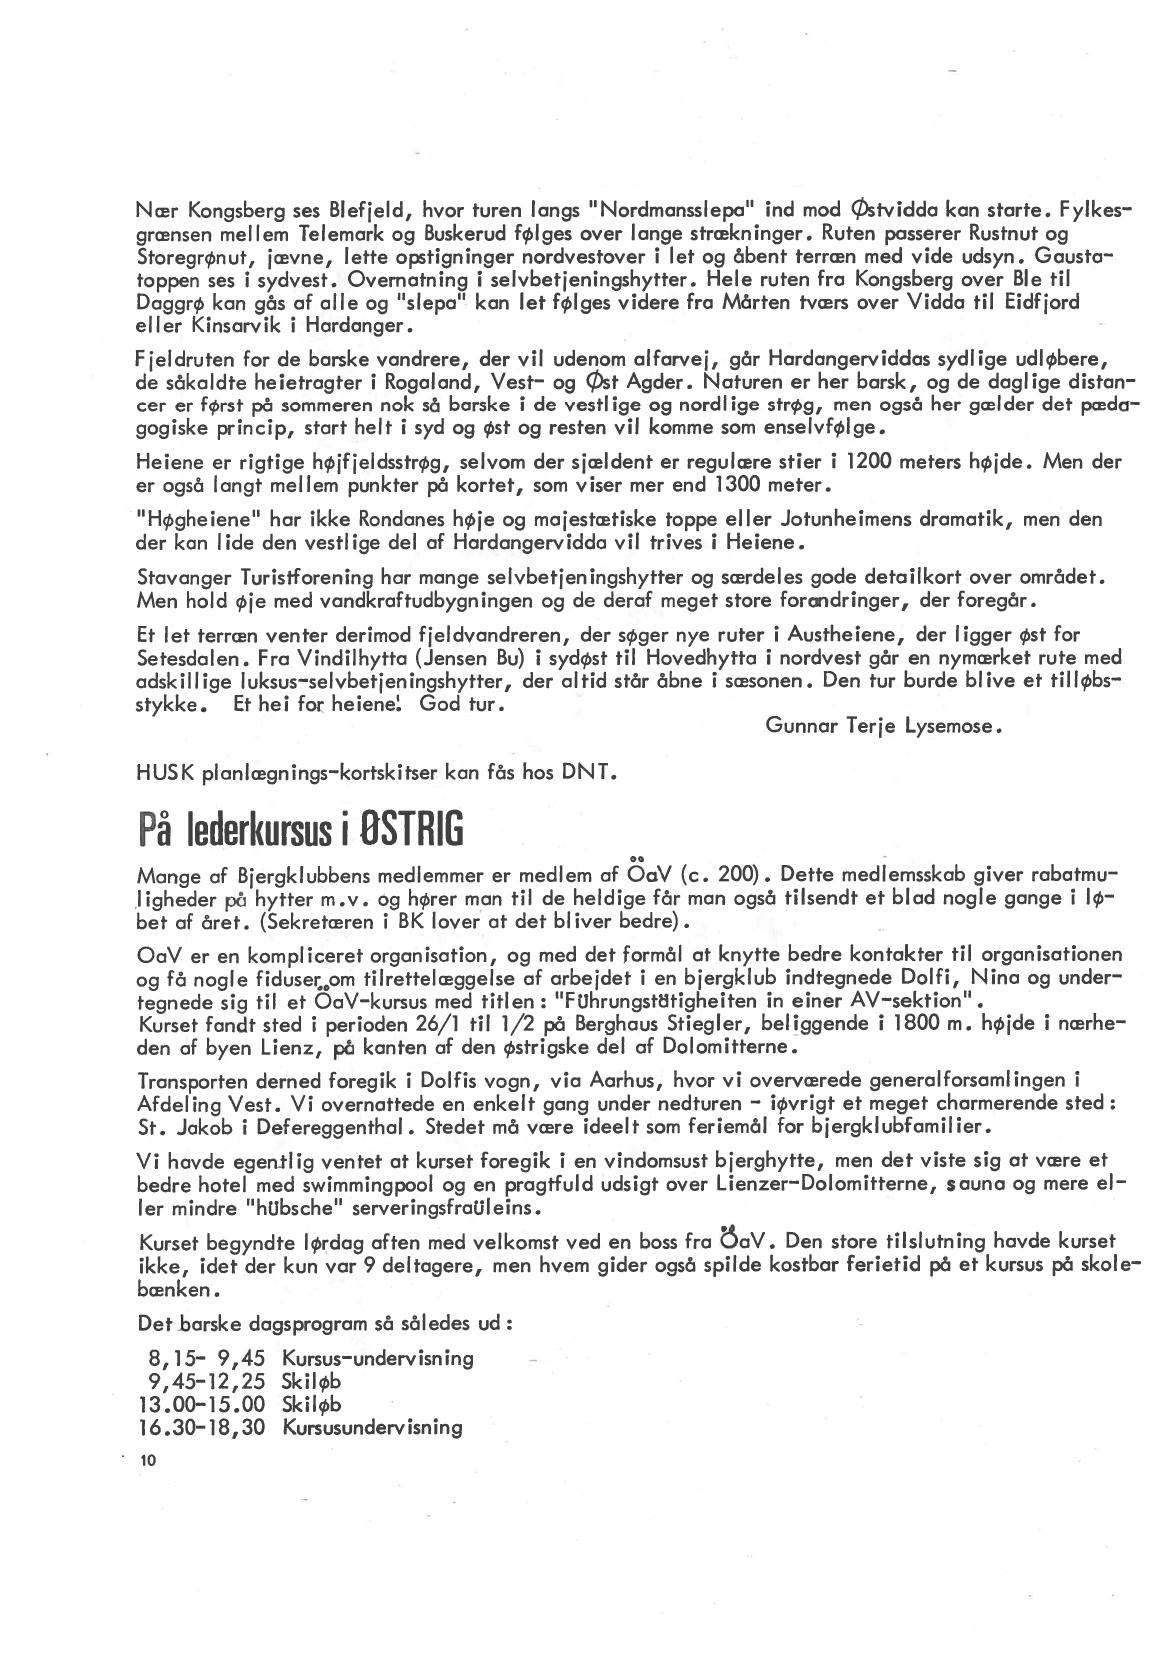 Nær Kongsberg ses Blefjeld, hvor turen langs "Nordmansslepa" ind mod Østvidda kan starte. Fylkes-
grænsen mellem Telemark og Buskerud følges over lange strækninger. Ruten passerer Rustnut og
Storegrønut, jævne, lette opstigninger nordvestover i let og åbent terræn med vide udsyn. Gausta-
toppen ses i sydvest. Overnatning i selvbetjeningshytter. Hele ruten fra Kongsberg over Ble til
Daggrø kan gås af alle og "slepa" kan let følges videre fra Mårten tværs over Vidda til Eidfjord
eller Kinsarvik i Hardanger.
Fjeldruten for de barske vandrere, der vil udenom alfarvej, går Hardangerviddas sydlige udløbere,
de såkaldte heietragter i Rogaland, Vest- og Øst Agder. Naturen er her barsk, og de daglige distan-
cer er først på sommeren nok så barske i de vestlige og nordlige strøg, men også her gælder det pæda-
gogiske princip, start helt i syd og øst og resten vil komme som enselvfølge.
Heiene er rigtige højfjeldsstrøg, selvom der sjældent er regulære stier i 1200 meters højde. Men der
er også langt mellem punkter på kortet, som viser mer end 1300 meter.
"Høgheiene" har ikke Rondanes høje og majestætiske toppe eller Jotunheimens dramatik, men den
der kan lide den vestlige del af Hardangervidda vil trives i Heiene.
Stavanger Turistforening har mange selvbetjeningshytter og særdeles gode detailkort over området.
Men hold øje med vandkraftudbygningen og de deraf meget store forandringer, der foregår.
Et let terræn venter derimod fjeldvandreren, der søger nye ruter i Austheiene, der ligger øst for
Setesdalen. Fra Vindilhytta (Jensen Bu) i sydøst til Hovedhytta i nordvest går en nymærket rute med
adskillige luksus-selvbetjeningshytter, der altid står åbne i sæsonen. Den tur burde blive et tilløbs-
stykke. Et hei for heiene! God tur.
Gunnar Terje Lysemose.
HUSK planlægnings-kortskitser kan fås hos DNT.
På lederkursus i ØSTRIG
Mange af Bjergklubbens medlemmer er medlem af ÖaV (c. 200). Dette medlemsskab giver rabatmu-
ligheder på hytter m.v. og hører man til de heldige får man også tilsendt et blad nogle gange i lø-
bet af året. (Sekretæren i BK lover at det bliver bedre).
OaV er en kompliceret organisation, og med det formål at knytte bedre kontakter til organisationen
og få nogle fiduser om tilrettelæggelse af arbejdet i en bjergklub indtegnede Dolfi, Nina og under-
tegnede sig til et ÖaV-kursus med titlen : "Führungstätigheiten in einer AV-sektion".
Kurset fandt sted i perioden 26/1 til 1/2 på Berghaus Stiegler, beliggende i 1800 m. højde i nærhe-
den af byen Lienz, på kanten af den østrigske del af Dolomitterne.
Transporten derned foregik i Dolfis vogn, via Aarhus, hvor vi overværede generalforsamlingen i
Afdeling Vest. Vi overnattede en enkelt gang under nedturen - iøvrigt et meget charmerende sted :
St. Jakob i Defereggenthal. Stedet må være ideelt som feriemål for bjergklubfamilier.
Vi havde egentlig ventet at kurset foregik i en vindomsust bjerghytte, men det viste sig at være et
bedre hotel med swimmingpool og en pragtfuld udsigt over Lienzer-Dolomitterne, sauna og mere el-
ler mindre "hübsche" serveringsfraüleins.
Kurset begyndte lørdag aften med velkomst ved en boss fra ÖaV. Den store tilslutning havde kurset
ikke, idet der kun var 9 deltagere, men hvem gider også spilde kostbar ferietid på et kursus på skole-
bænken.
Det barske dagsprogram så således ud :
8,15- 9,45 Kursus-undervisning
9,45-12,25 Skiløb
13.00-15.00 Skiløb
16.30-18,30 Kursusundervisning
10